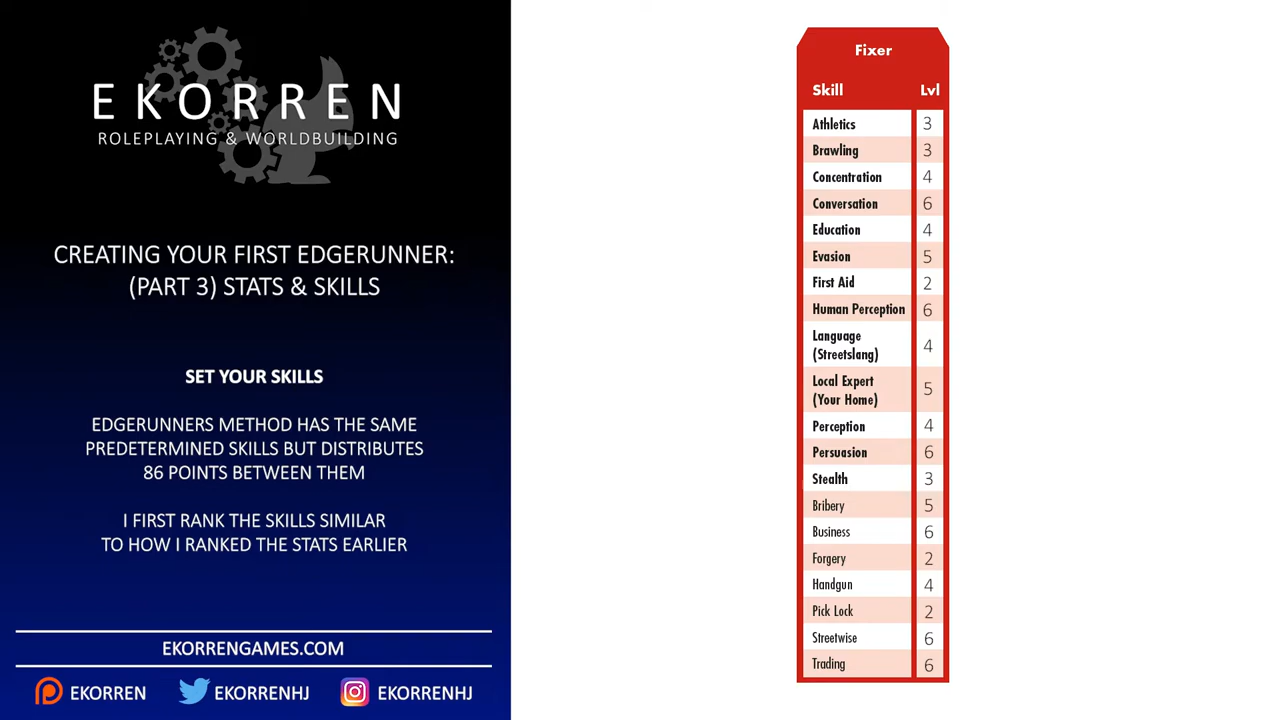 EKORREN
ROLEPLAYING & WORLDBUILDING
CREATING YOUR FIRST EDGERUNNER:
(PART 3) STATS & SKILLS
SET YOUR SKILLS
EDGERUNNERS METHOD HAS THE SAME
PREDETERMINED SKILLS BUT DISTRIBUTES
86 POINTS BETWEEN THEM
I FIRST RANK THE SKILLS SIMILAR
TO HOW I RANKED THE STATS EARLIER
EKORRENGAMES.COM
EKORREN EKORRENHJ EKORRENHJ
Fixer
Skill Lvl
Athletics 3
Brawling 3
Concentration 4
Conversation 6
Education 4
Evasion 5
First Aid 2
Human Perception 6
Language
(Streetslang) 4
Local Expert
(Your Home) 5
Perception 4
Persuasion 6
Stealth 3
Bribery 5
Business 6
Forgery 2
Handgun 4
Pick Lock 2
Streetwise 6
Trading 6